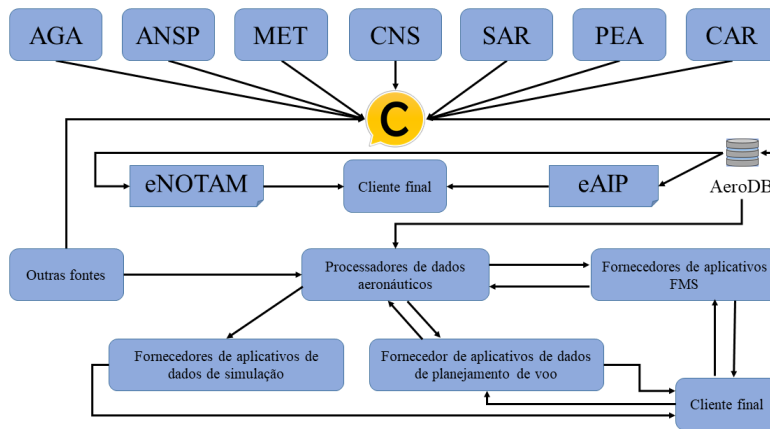 AGA
ANSP
MET
CNS
SAR
PEA
CAR
C
eNOTAM
Cliente final
eAIP
AeroDB
Outras fontes
Processadores de dados
aeronáuticos
Fornecedores de aplicativos
FMS
Fornecedores de aplicativos de
dados de simulação
Fornecedor de aplicativos de dados
de planejamento de voo
Cliente final